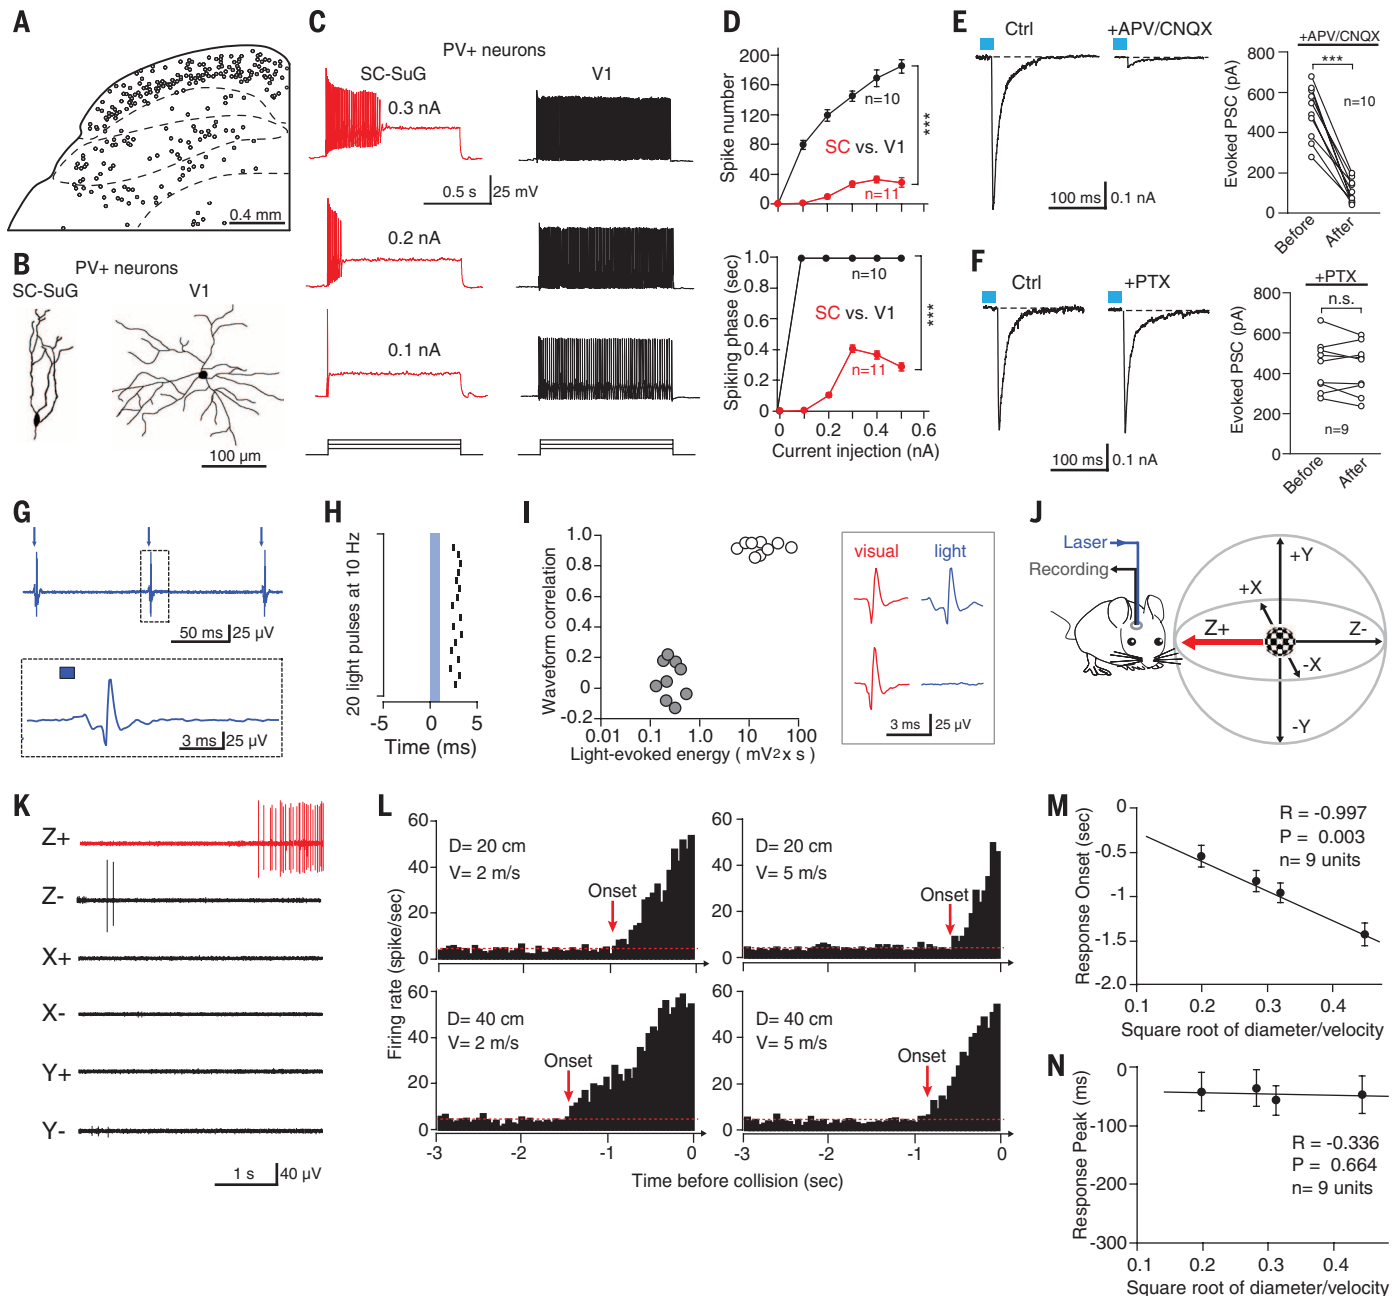 A
0.4 mm
B
PV+ neurons
SC-SuG
V1
100 µm
C
PV+ neurons
SC-SuG
V1
0.3 nA
0.5 s
25 mV
0.2 nA
0.1 nA
D
Spike number
200
160
120
80
40
0
n=10
SC vs. V1
n=11
***
Spiking phase (sec)
1.0
0.8
0.6
0.4
0.2
0
n=10
SC vs. V1
n=11
***
0
0.2
0.4
0.6
Current injection (nA)
E
Ctrl
+APV/CNQX
100 ms
0.1 nA
+APV/CNQX
Evoked PSC (pA)
800
600
400
200
0
***
n=10
Before
After
F
Ctrl
+PTX
100 ms
0.1 nA
+PTX
Evoked PSC (pA)
800
600
400
200
0
n.s.
n=9
Before
After
G
50 ms
25 µV
3 ms
25 µV
H
20 light pulses at 10 Hz
-5
0
5
Time (ms)
I
Waveform correlation
1.0
0.8
0.6
0.4
0.2
0
-0.2
0.01
0.1
1.0
10
100
Light-evoked energy ( mV2x s )
visual
light
3 ms
25 µV
J
Laser
Recording
+Y
+X
Z+
Z-
-X
-Y
K
Z+
Z-
X+
X-
Y+
Y-
1 s
40 µV
L
Firing rate (spike/sec)
60
40
20
0
D= 20 cm
V= 2 m/s
Onset
-3
-2
-1
0
60
40
20
0
D= 20 cm
V= 5 m/s
Onset
-3
-2
-1
0
60
40
20
0
D= 40 cm
V= 2 m/s
Onset
-3
-2
-1
0
60
40
20
0
D= 40 cm
V= 5 m/s
Onset
-2
-1
0
Time before collision (sec)
M
Response Onset (sec)
0
-0.5
-1
-1.5
-2.0
R = -0.997
P = 0.003
n= 9 units
0.1
0.2
0.3
0.4
Square root of diameter/velocity
N
Response Peak (ms)
0
-100
-200
-300
R = -0.336
P = 0.664
n= 9 units
0.1
0.2
0.3
0.4
Square root of diameter/velocity